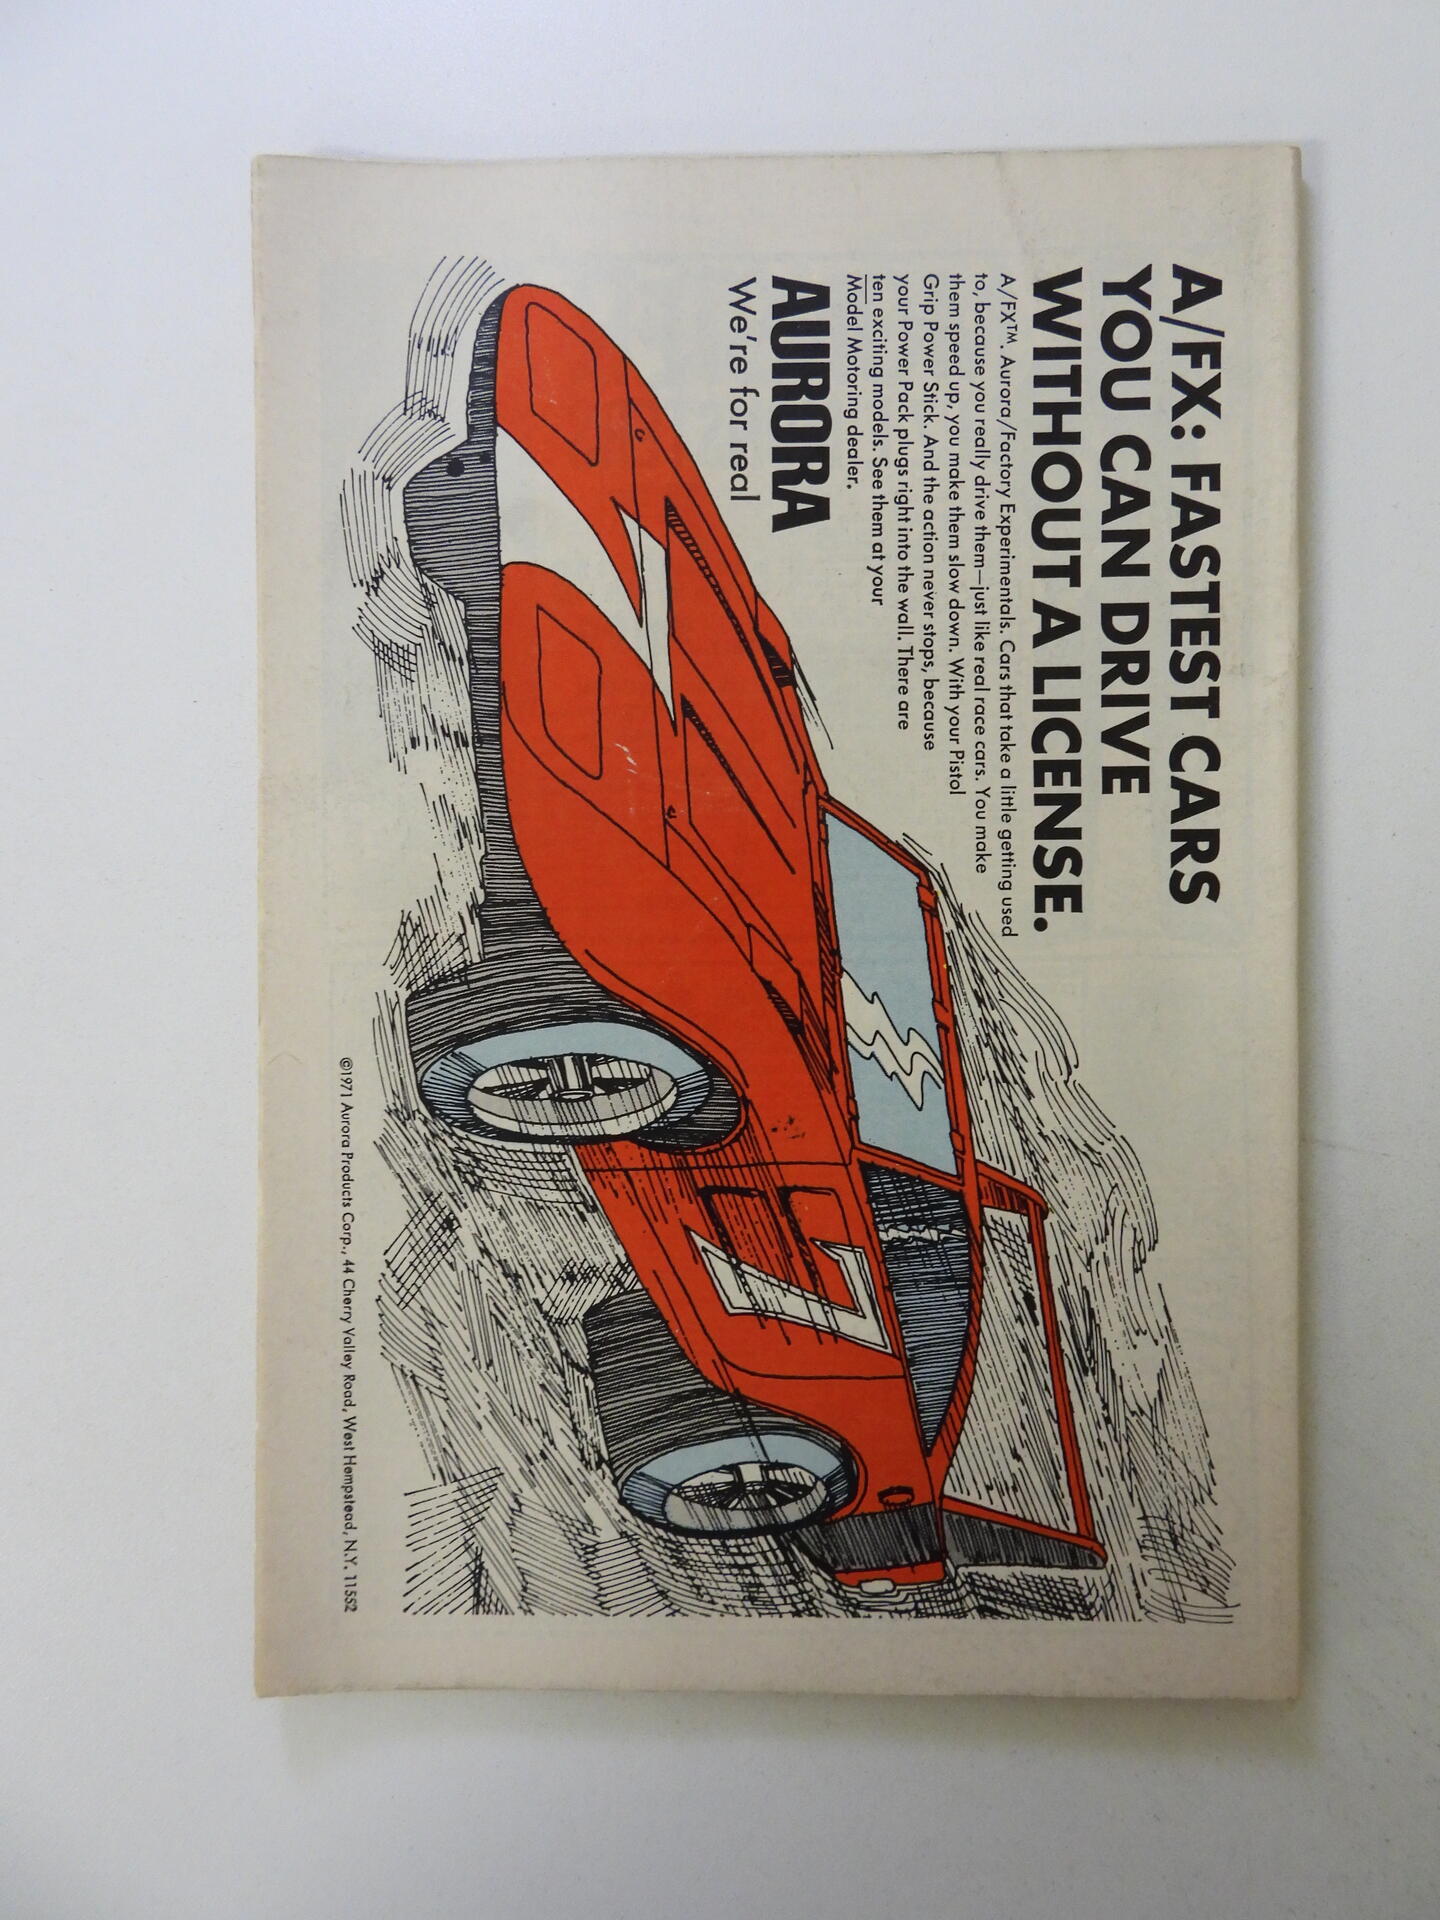 A/FX: FASTEST CARS
YOU CAN DRIVE
WITHOUT A LICENSE.
A/FX™. Aurora/Factory Experimentals. Cars that take a little getting used
to, because you really drive them—just like real race cars. You make
them speed up, you make them slow down. With your Pistol
Grip Power Stick. And the action never stops, because
your Power Pack plugs right into the wall. There are
ten exciting models. See them at your
Model Motoring dealer.
AURORA
We're for real
7
©1971 Aurora Products Corp., 44 Cherry Valley Road, West Hempstead, N.Y. 11552